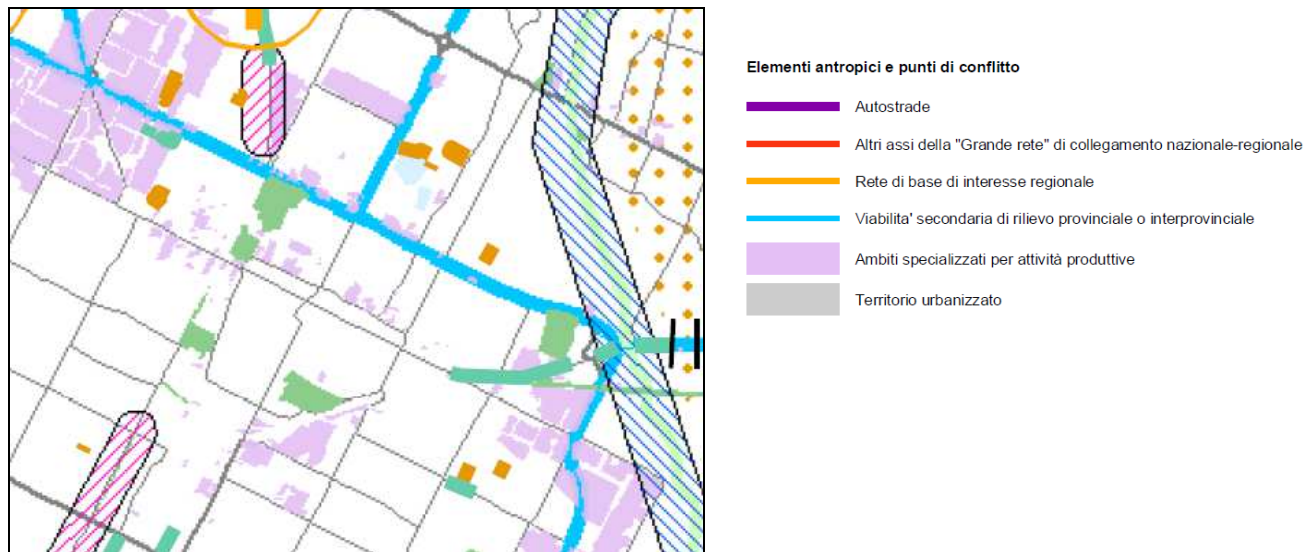 Elementi antropici e punti di conflitto
Autostrade
Altri assi della "Grande rete" di collegamento nazionale-regionale
Rete di base di interesse regionale
Viabilita' secondaria di rilievo provinciale o interprovinciale
Ambiti specializzati per attività produttive
Territorio urbanizzato